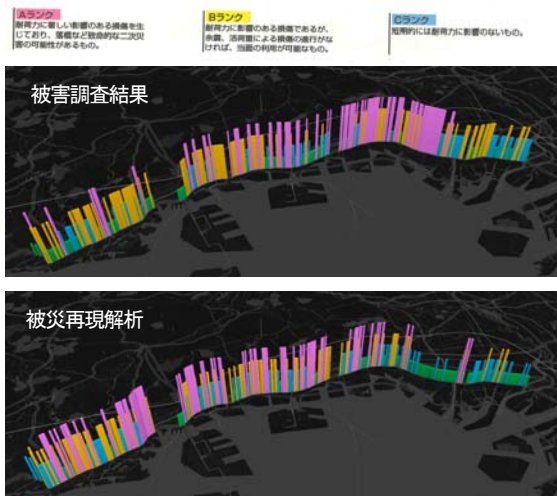 Aランク
耐荷力に著しい影響のある損傷を生
じており、落橋など致命的な二次災
害の可能性があるもの。
Bランク
耐荷力に影響のある損傷であるが、
余震、活荷重による損傷の進行がな
ければ、当面の利用が可能なもの。
Cランク
短期的には耐荷力に影響のないもの。
被害調査結果
被災再現解析